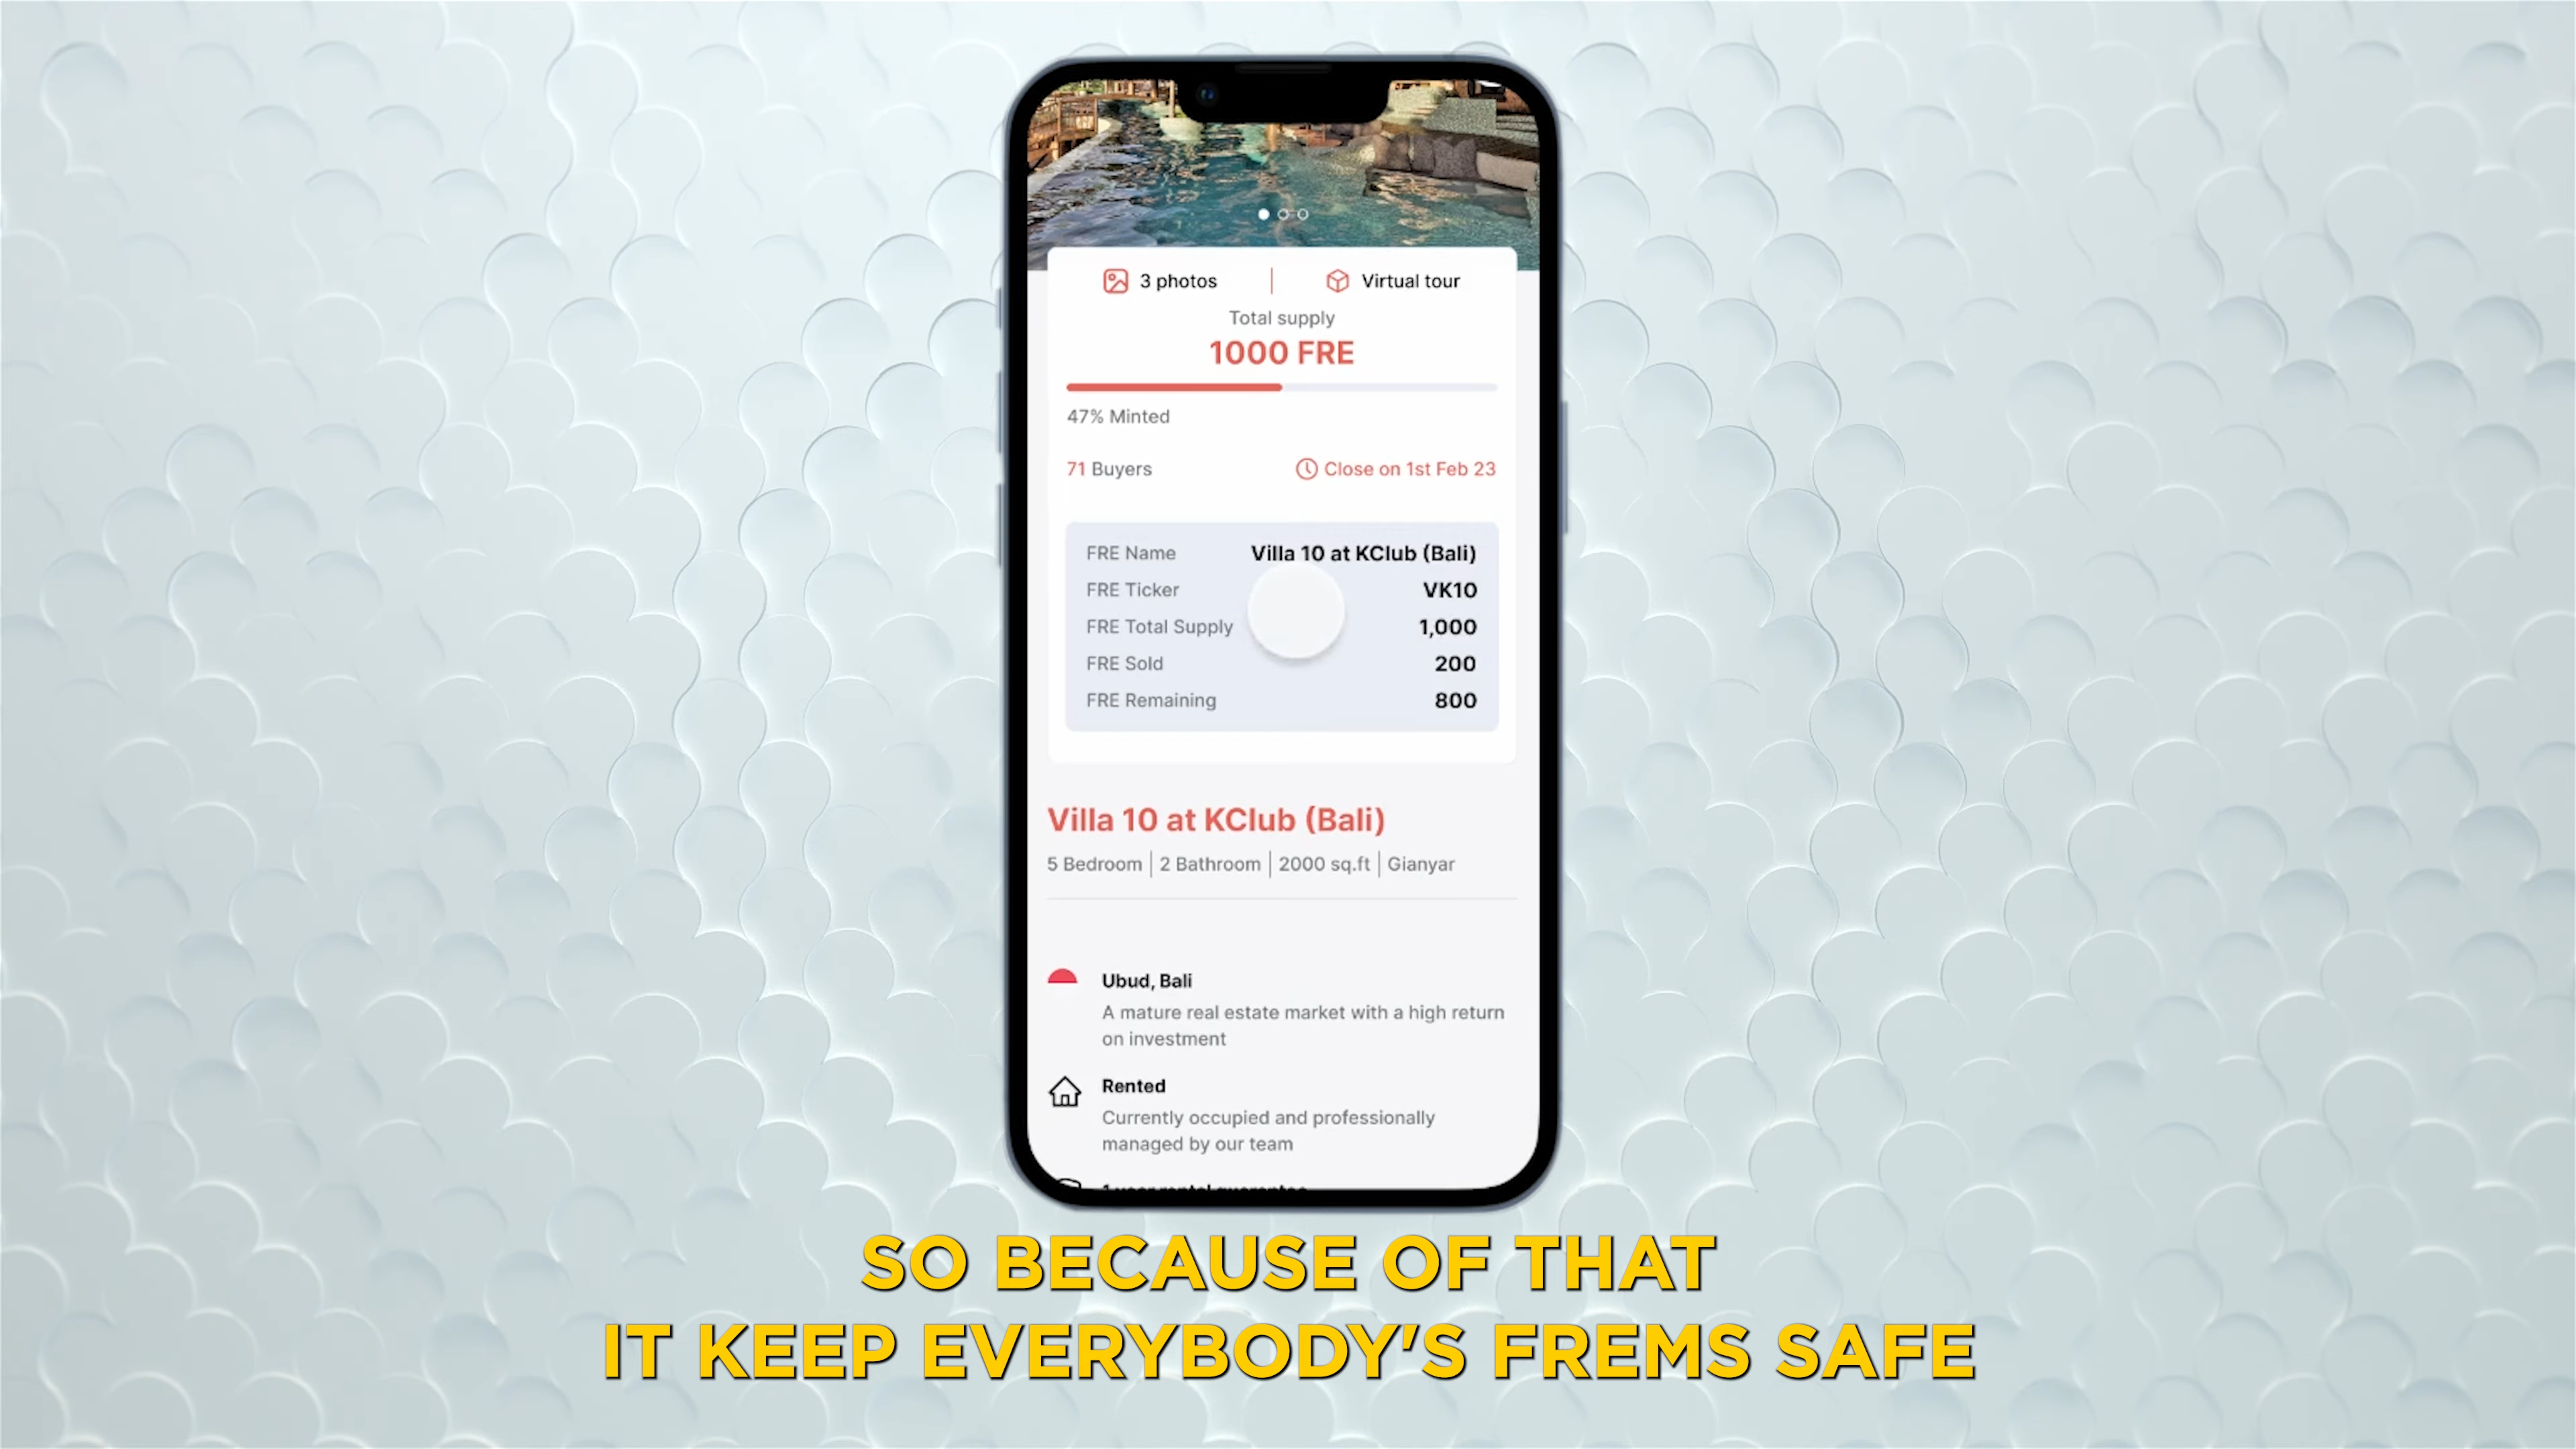 3 photos
Virtual tour
Total supply
1000 FRE
47% Minted
71 Buyers
Close on 1st Feb 23
FRE Name
Villa 10 at KClub (Bali)
FRE Ticker
VK10
FRE Total Supply
1,000
FRE Sold
200
FRE Remaining
800
Villa 10 at KClub (Bali)
5 Bedroom | 2 Bathroom | 2000 sq.ft | Gianyar
Ubud, Bali
A mature real estate market with a high return
on investment
Rented
Currently occupied and professionally
managed by our team
1 year rental guarantee
SO BECAUSE OF THAT
IT KEEP EVERYBODY'S FREMS SAFE